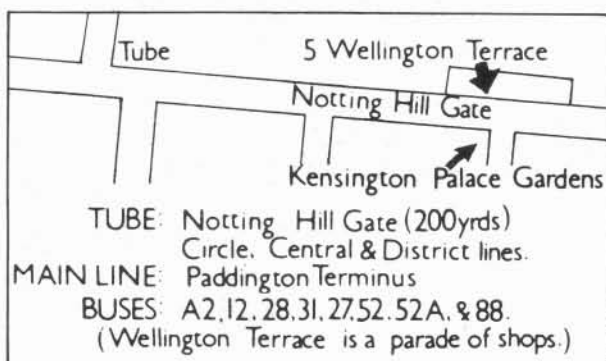 Tube
5 Wellington Terrace
Notting Hill Gate
Kensington Palace Gardens
TUBE: Notting Hill Gate (200yrds)
Circle, Central & District lines.
MAIN LINE: Paddington Terminus
BUSES: A2, 12, 28, 31, 27, 52, 52A, & 88.
(Wellington Terrace is a parade of shops.)